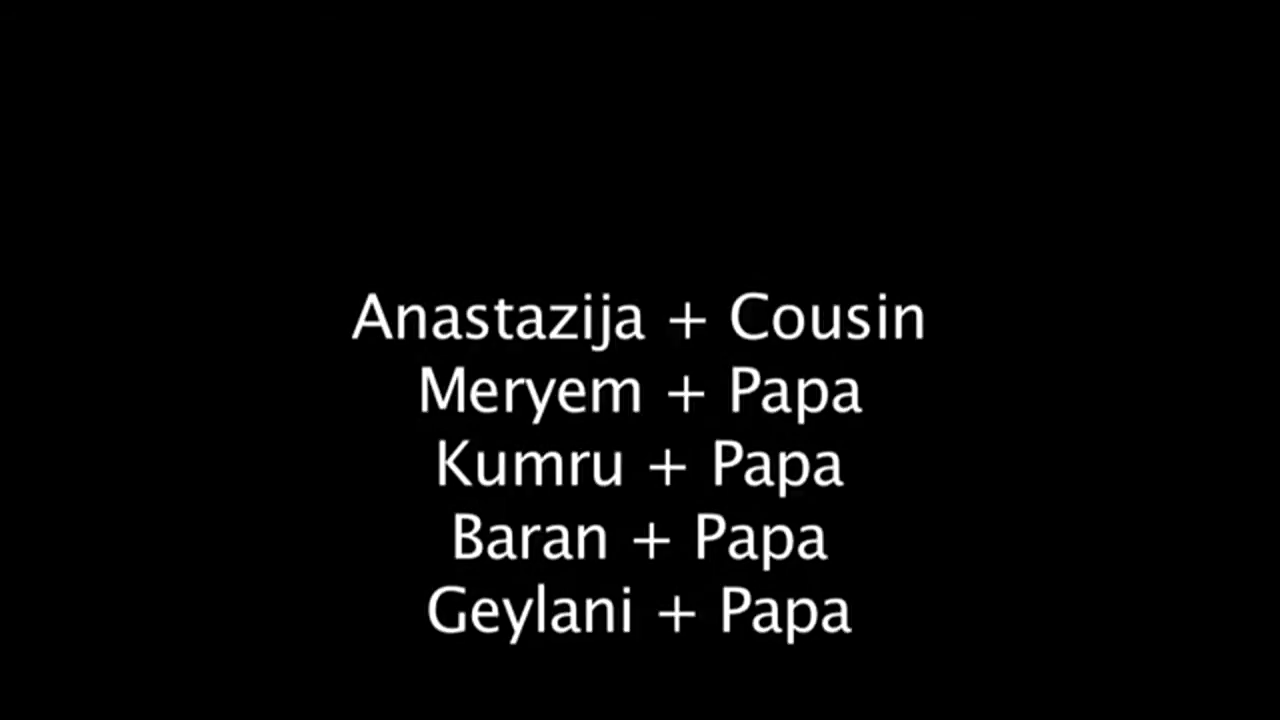 Anastazija + Cousin
Meryem + Papa
Kumru + Papa
Baran + Papa
Geylani + Papa